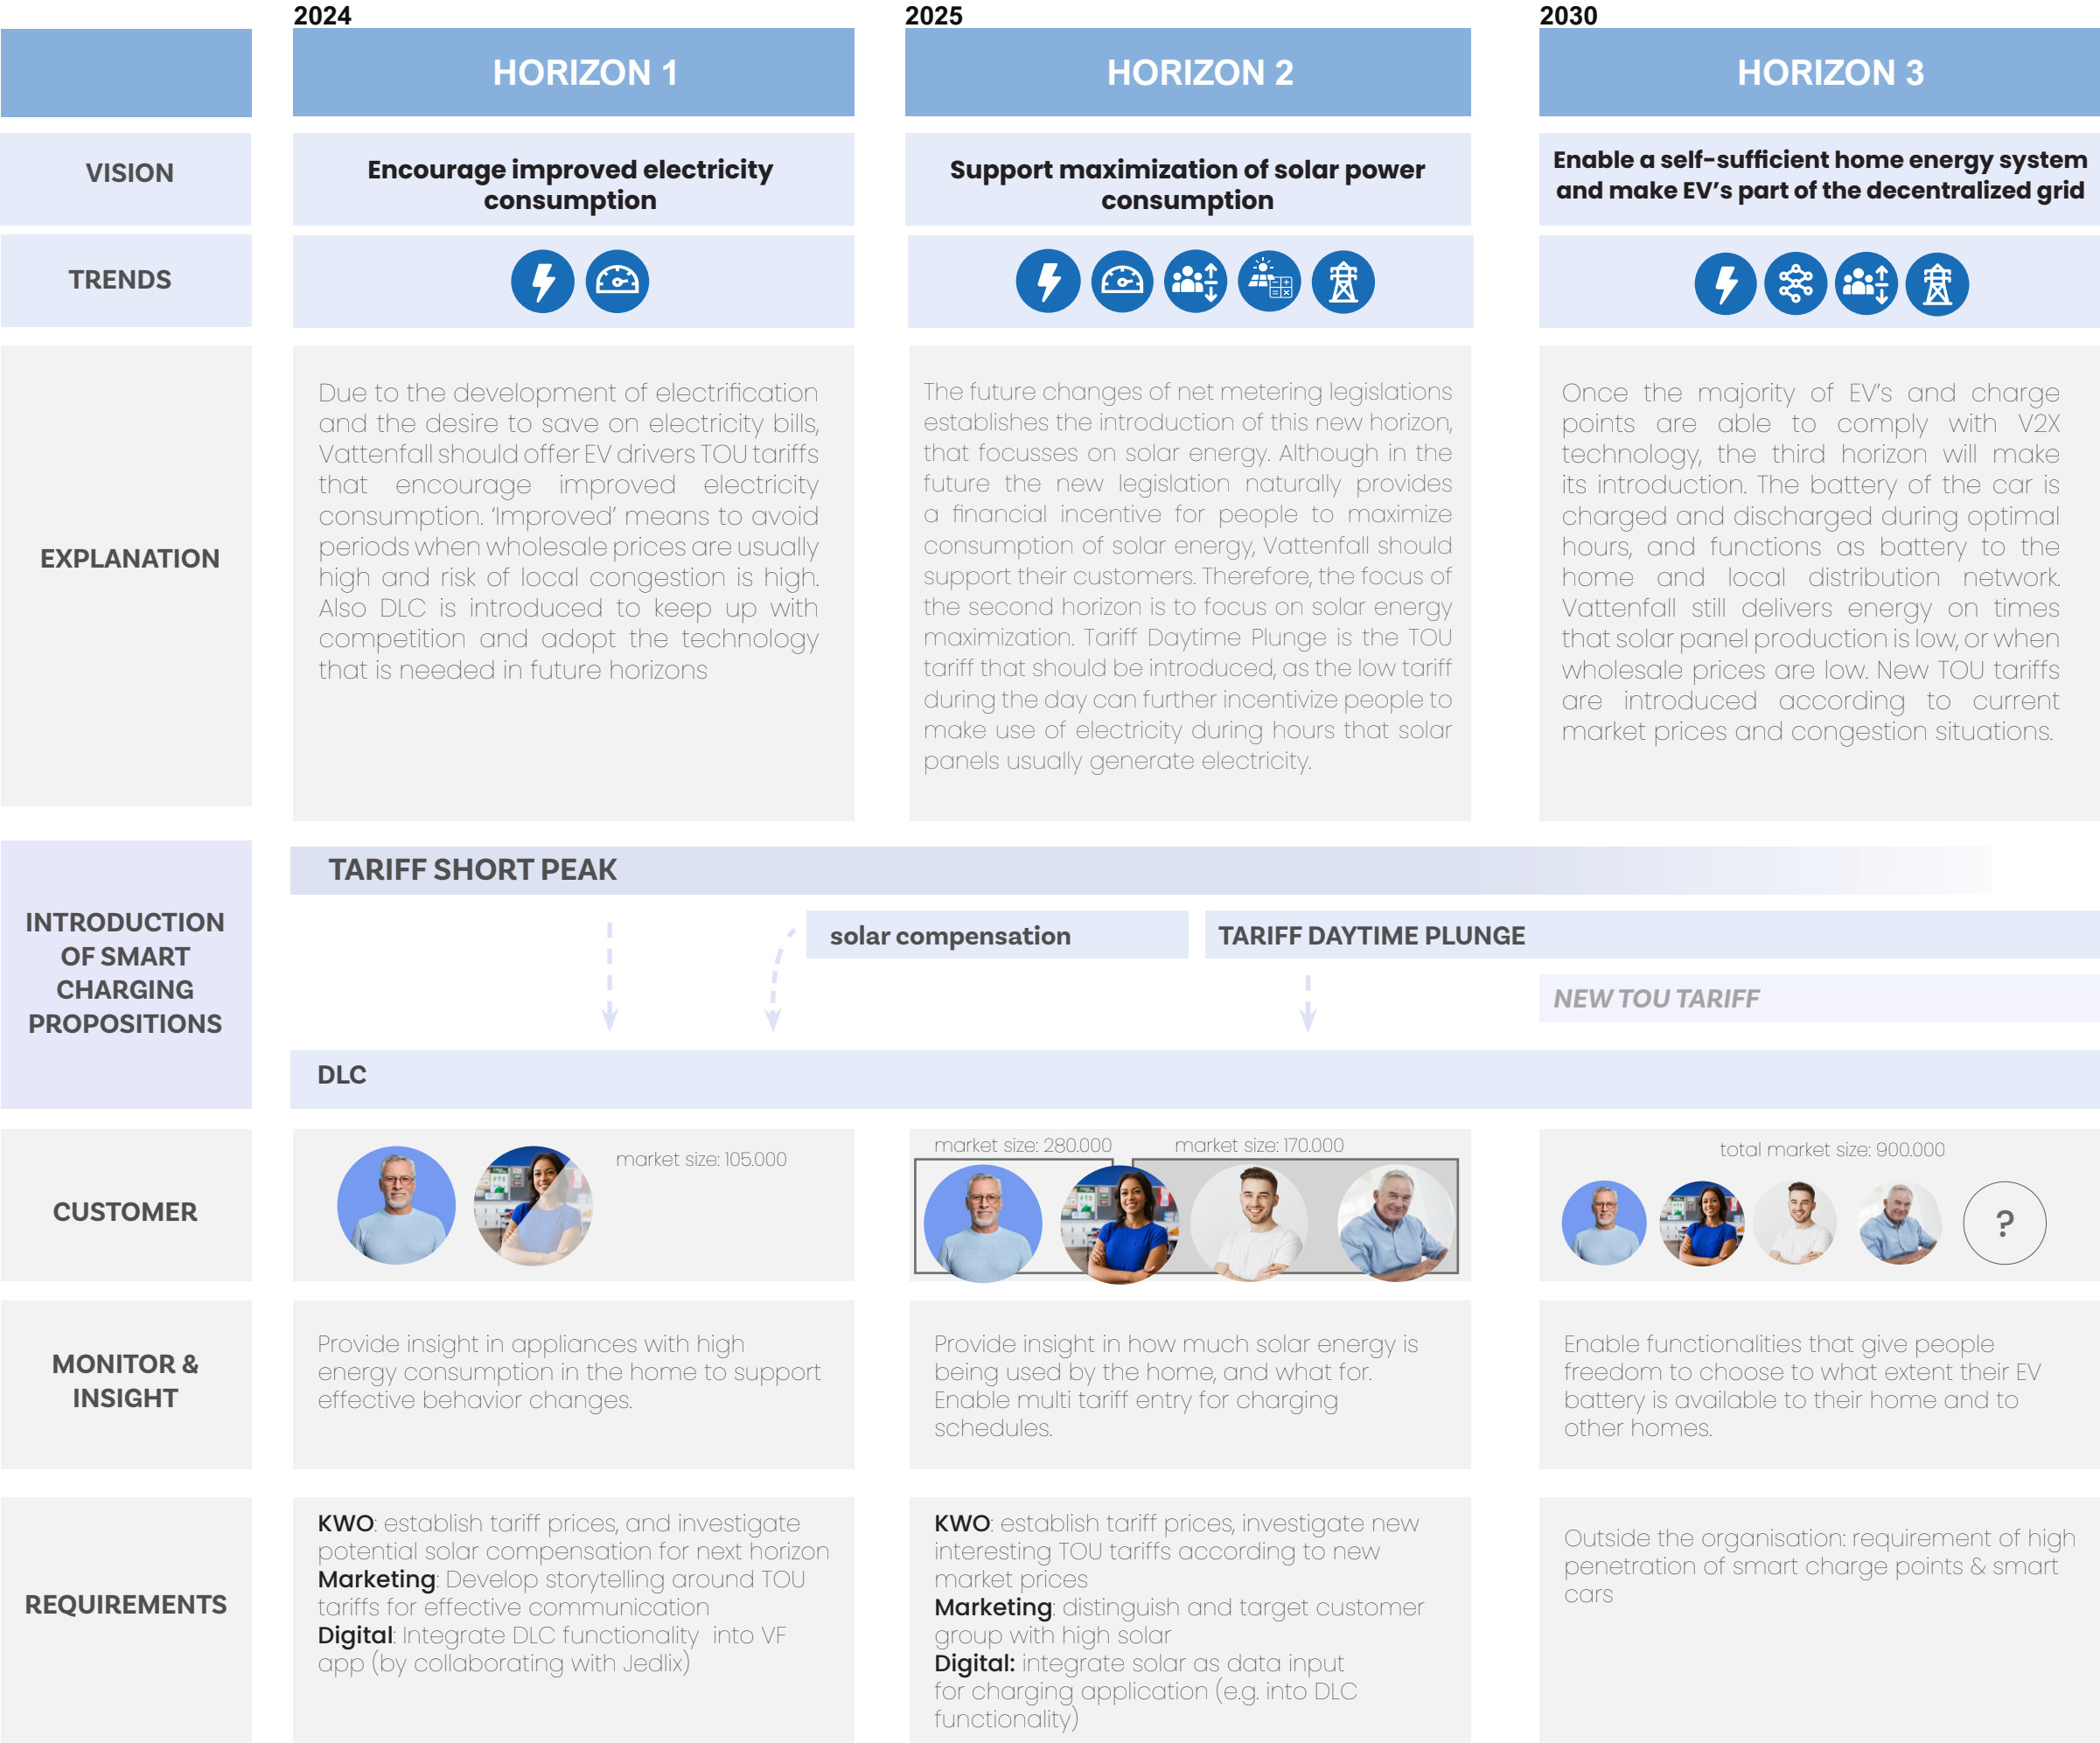 2024
2025
2030
HORIZON 1
HORIZON 2
HORIZON 3
VISION
Encourage improved electricity
consumption
Support maximization of solar power
consumption
Enable a self-sufficient home energy system
and make EV's part of the decentralized grid
TRENDS
EXPLANATION
Due to the development of electrification
and the desire to save on electricity bills,
Vattenfall should offer EV drivers TOU tariffs
that encourage improved electricity
consumption. 'Improved' means to avoid
periods when wholesale prices are usually
high and risk of local congestion is high.
Also DLC is introduced to keep up with
competition and adopt the technology
that is needed in future horizons
The future changes of net metering legislations
establishes the introduction of this new horizon,
that focusses on solar energy. Although in the
future the new legislation naturally provides
a financial incentive for people to maximize
consumption of solar energy, Vattenfall should
support their customers. Therefore, the focus of
the second horizon is to focus on solar energy
maximization. Tariff Daytime Plunge is the TOU
tariff that should be introduced, as the low tariff
during the day can further incentivize people to
make use of electricity during hours that solar
panels usually generate electricity.
Once the majority of EV's and charge
points are able to comply with V2X
technology, the third horizon will make
its introduction. The battery of the car is
charged and discharged during optimal
hours, and functions as battery to the
home and local distribution network.
Vattenfall still delivers energy on times
that solar panel production is low, or when
wholesale prices are low. New TOU tariffs
are introduced according to current
market prices and congestion situations.
INTRODUCTION
OF SMART
CHARGING
PROPOSITIONS
TARIFF SHORT PEAK
solar compensation
TARIFF DAYTIME PLUNGE
NEW TOU TARIFF
DLC
CUSTOMER
market size: 105.000
market size: 280.000
market size: 170.000
total market size: 900.000
?
MONITOR &
INSIGHT
Provide insight in appliances with high
energy consumption in the home to support
effective behavior changes.
Provide insight in how much solar energy is
being used by the home, and what for.
Enable multi tariff entry for charging
schedules.
Enable functionalities that give people
freedom to choose to what extent their EV
battery is available to their home and to
other homes.
REQUIREMENTS
KWO: establish tariff prices, and investigate
potential solar compensation for next horizon
Marketing: Develop storytelling around TOU
tariffs for effective communication
Digital: Integrate DLC functionality into VF
app (by collaborating with Jedlix)
KWO: establish tariff prices, investigate new
interesting TOU tariffs according to new
market prices
Marketing: distinguish and target customer
group with high solar
Digital: integrate solar as data input
for charging application (e.g. into DLC
functionality)
Outside the organisation: requirement of high
penetration of smart charge points & smart
cars